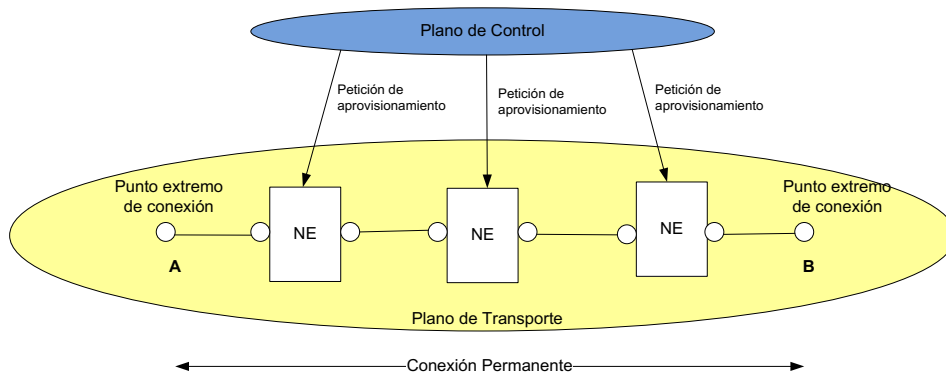 Plano de Control
Petición de
aprovisionamiento
Petición de
aprovisionamiento
Petición de
aprovisionamiento
Punto extremo
de conexión
Punto extremo
de conexión
NE
NE
NE
A
B
Plano de Transporte
Conexión Permanente